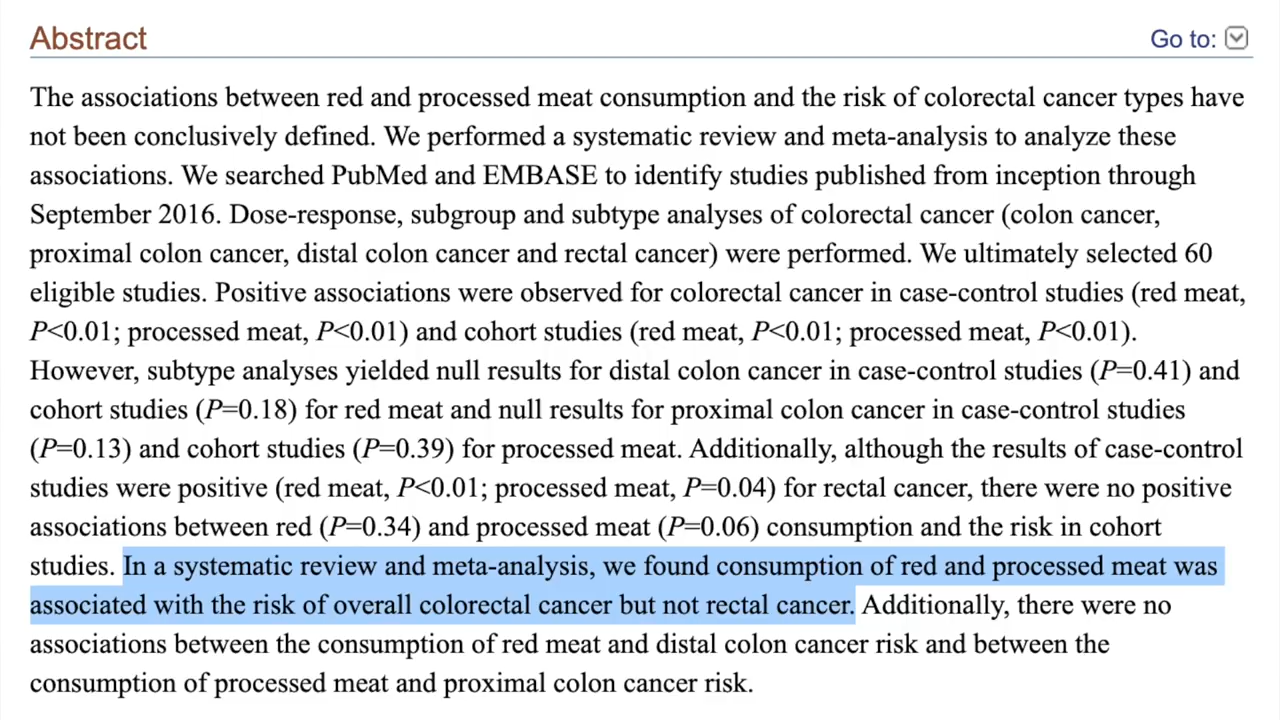 Abstract
Go to:
The associations between red and processed meat consumption and the risk of colorectal cancer types have
not been conclusively defined. We performed a systematic review and meta-analysis to analyze these
associations. We searched PubMed and EMBASE to identify studies published from inception through
September 2016. Dose-response, subgroup and subtype analyses of colorectal cancer (colon cancer,
proximal colon cancer, distal colon cancer and rectal cancer) were performed. We ultimately selected 60
eligible studies. Positive associations were observed for colorectal cancer in case-control studies (red meat,
P<0.01; processed meat, P<0.01) and cohort studies (red meat, P<0.01; processed meat, P<0.01).
However, subtype analyses yielded null results for distal colon cancer in case-control studies (P=0.41) and
cohort studies (P=0.18) for red meat and null results for proximal colon cancer in case-control studies
(P=0.13) and cohort studies (P=0.39) for processed meat. Additionally, although the results of case-control
studies were positive (red meat, P<0.01; processed meat, P=0.04) for rectal cancer, there were no positive
associations between red (P=0.34) and processed meat (P=0.06) consumption and the risk in cohort
studies. In a systematic review and meta-analysis, we found consumption of red and processed meat was
associated with the risk of overall colorectal cancer but not rectal cancer. Additionally, there were no
associations between the consumption of red meat and distal colon cancer risk and between the
consumption of processed meat and proximal colon cancer risk.